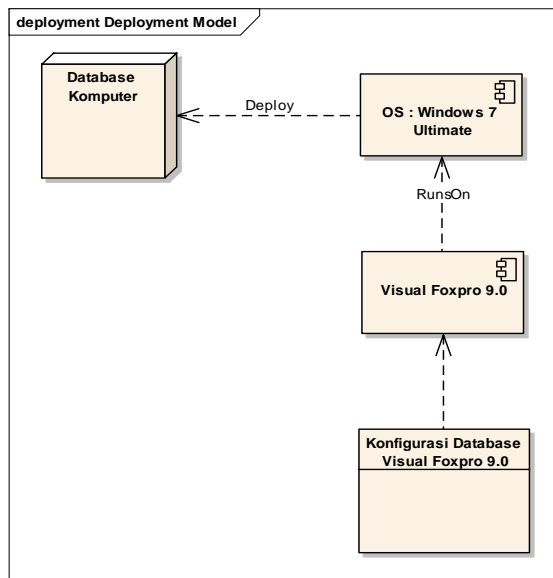 deployment Deployment Model
Database
Komputer
Deploy
OS : Windows 7
Ultimate
RunsOn
Visual Foxpro 9.0
Konfigurasi Database
Visual Foxpro 9.0